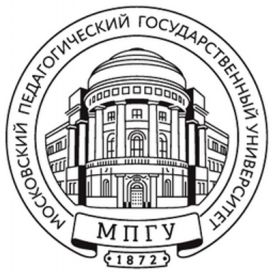 МОСКОВСКИЙ ПЕДАГОГИЧЕСКИЙ ГОСУДАРСТВЕННЫЙ УНИВЕРСИТЕТ
МПГУ
1872